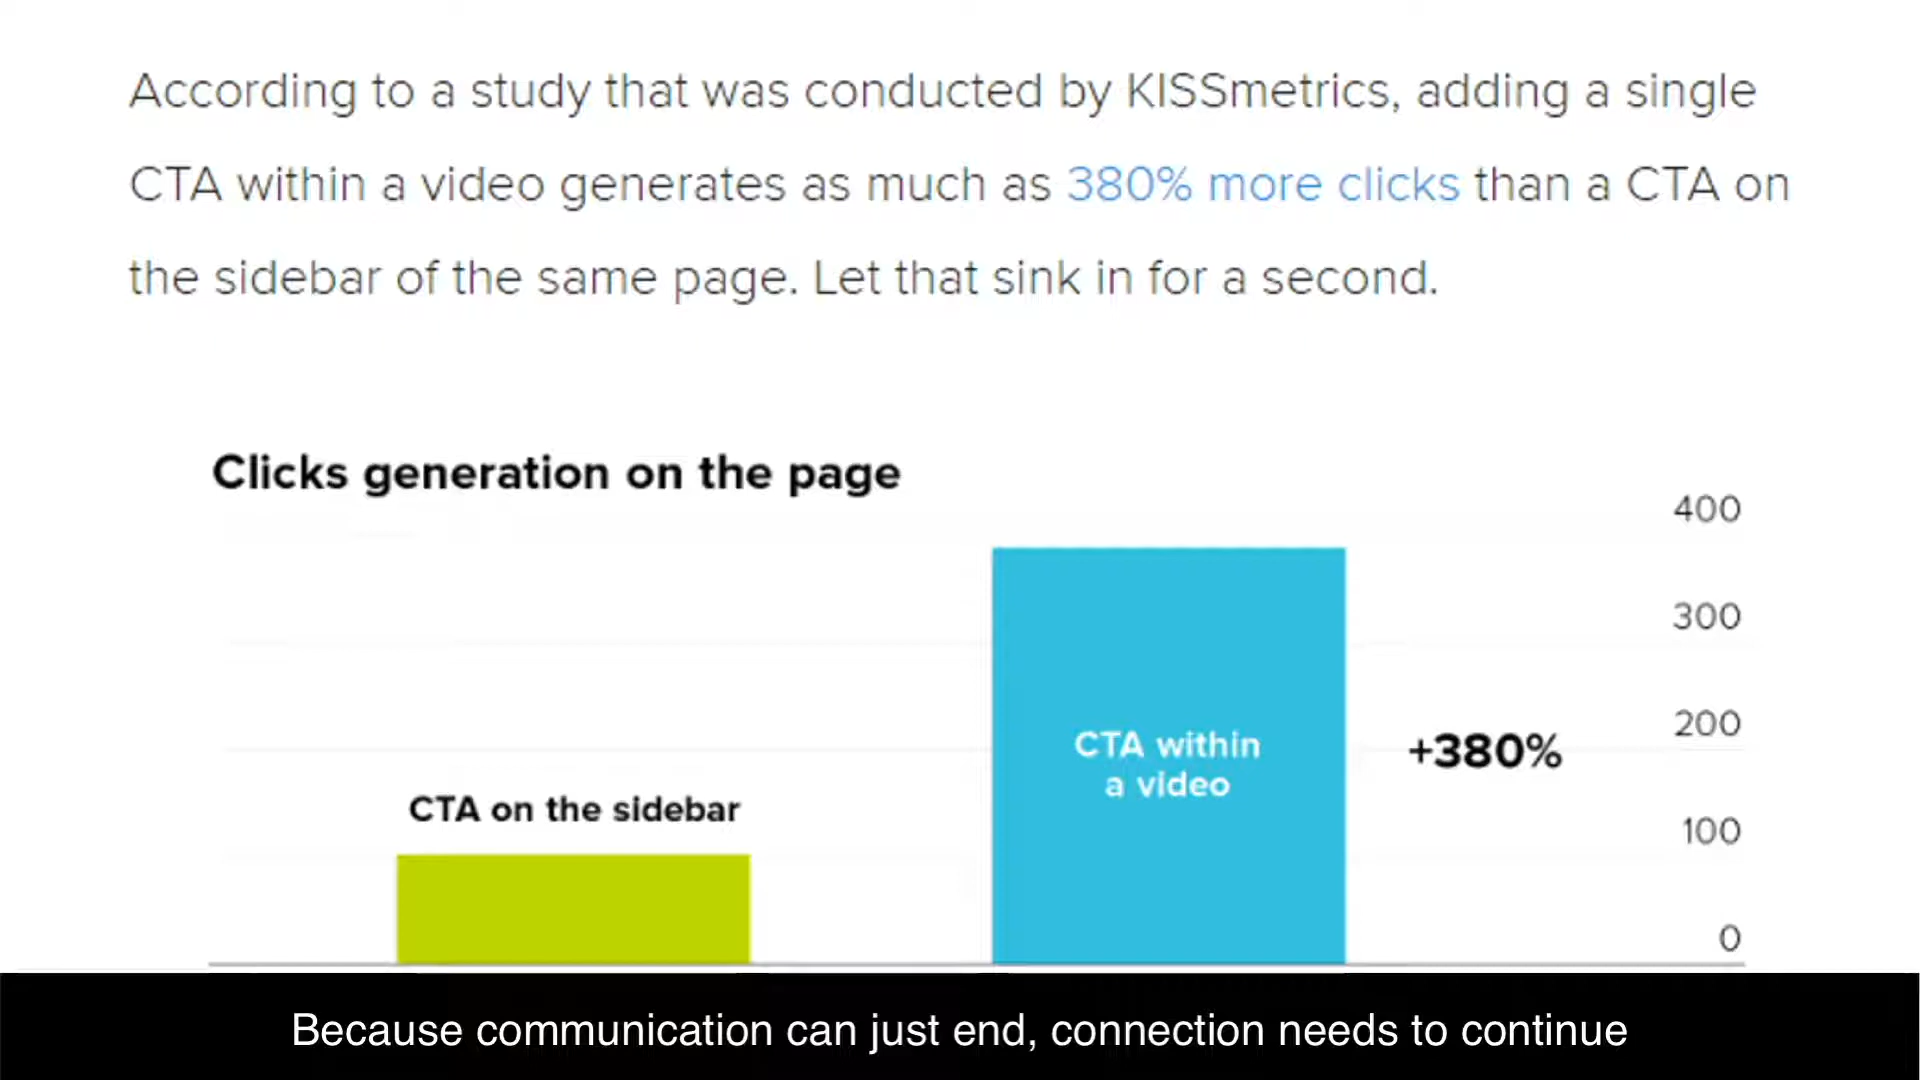 According to a study that was conducted by KISSmetrics, adding a single
CTA within a video generates as much as 380% more clicks than a CTA on
the sidebar of the same page. Let that sink in for a second.
Clicks generation on the page
400
300
200
100
0
CTA on the sidebar
CTA within
a video
+380%
Because communication can just end, connection needs to continue